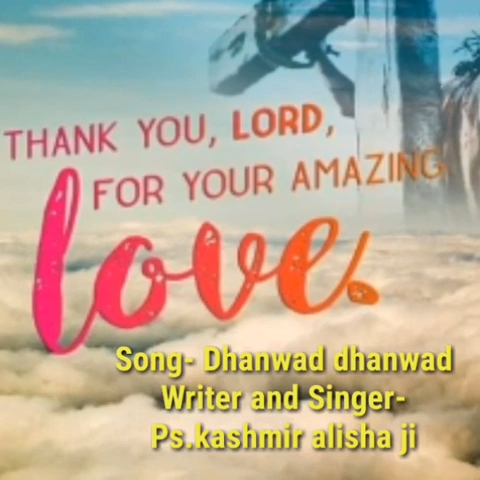 THANK YOU, LORD,
FOR YOUR AMAZING
love.
Song- Dhanwad dhanwad
Writer and Singer-
Ps.kashmir alisha ji